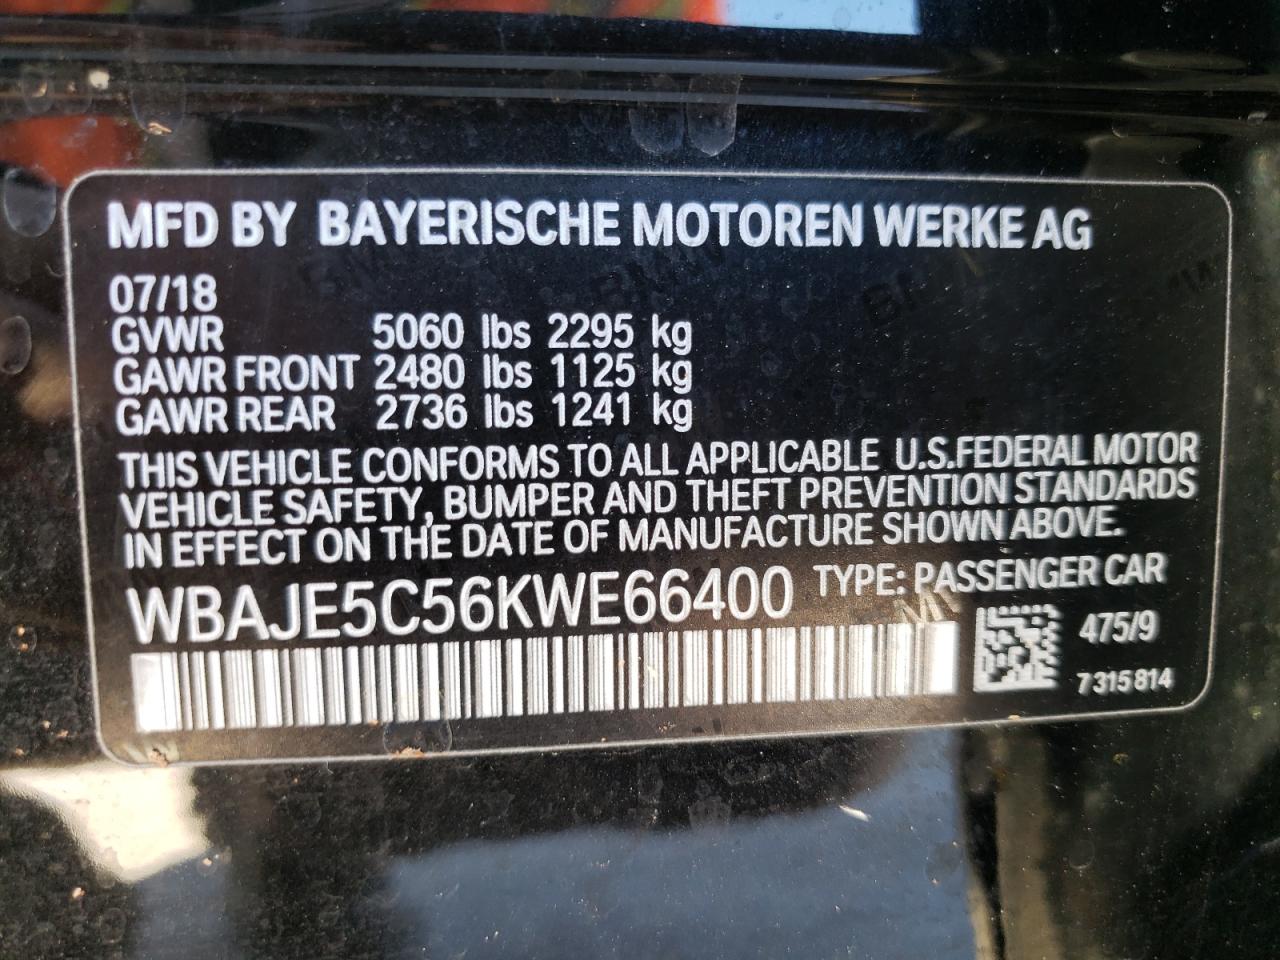 MFD BY BAYERISCHE MOTOREN WERKE AG
07/18
GVWR 5060 lbs 2295 kg
GAWR FRONT 2480 lbs 1125 kg
GAWR REAR 2736 lbs 1241 kg
THIS VEHICLE CONFORMS TO ALL APPLICABLE U.S.FEDERAL MOTOR
VEHICLE SAFETY, BUMPER AND THEFT PREVENTION STANDARDS
IN EFFECT ON THE DATE OF MANUFACTURE SHOWN ABOVE.
WBAJE5C56KWE66400 TYPE: PASSENGER CAR
475/9
7315814